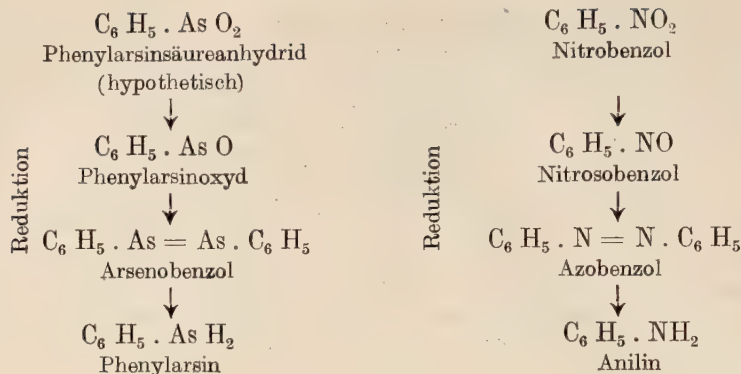 C₆ H₅ . As O₂
Phenylarsinsäureanhydrid
(hypothetisch)
C₆ H₅ . As O
Phenylarsinoxyd
Reduktion
C₆ H₅ . As = As . C₆ H₅
Arsenobenzol
C₆ H₅ . As H₂
Phenylarsin
C₆ H₅ . NO₂
Nitrobenzol
C₆ H₅ . NO
Nitrosobenzol
Reduktion
C₆ H₅ . N = N . C₆ H₅
Azobenzol
C₆ H₅ . NH₂
Anilin